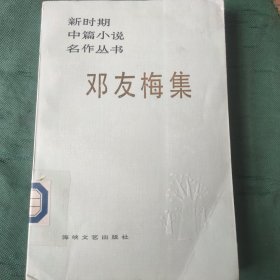 新时期
中篇小说
名作丛书
邓友梅集
海峡文艺出版社